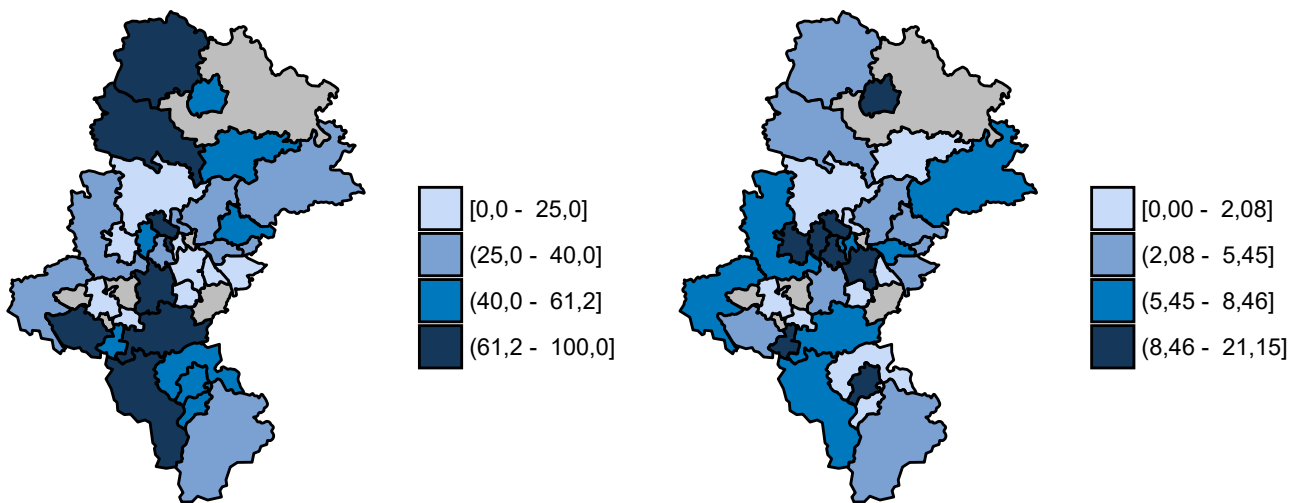 [0,0 - 25,0]
(25,0 - 40,0]
(40,0 - 61,2]
(61,2 - 100,0]
[0,00 - 2,08]
(2,08 - 5,45]
(5,45 - 8,46]
(8,46 - 21,15]